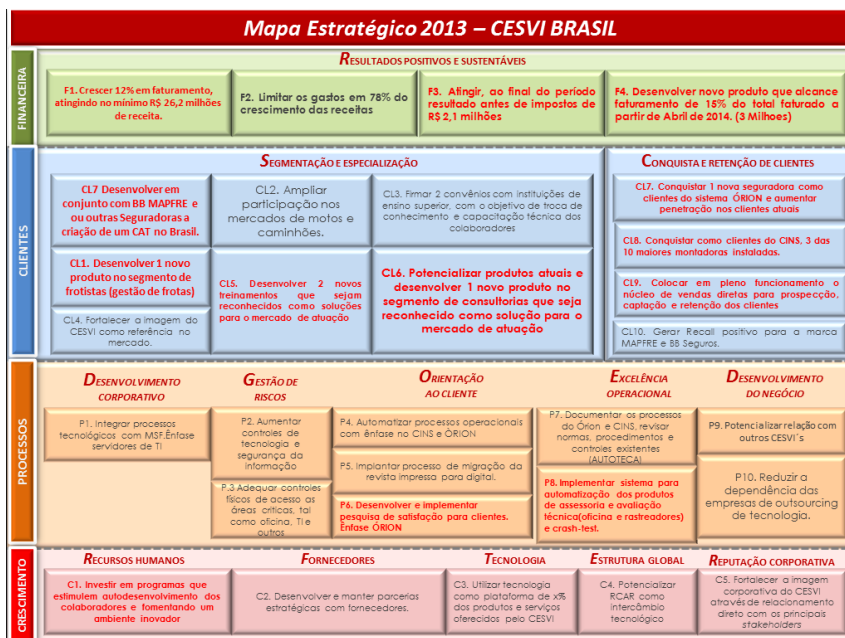 Mapa Estratégico 2013 – CESVI BRASIL
FINANCEIRA
RESULTADOS POSITIVOS E SUSTENTÁVEIS
F1. Crescer 12% em faturamento,
atingindo no mínimo R$ 26,2 milhões
de receita.
F2. Limitar os gastos em 78% do
crescimento das receitas
F3. Atingir, ao final do período
resultado antes de impostos de
R$ 2,1 milhões
F4. Desenvolver novo produto que alcance
faturamento de 15% do total faturado a
partir de Abril de 2014. (3 Milhoes)
CLIENTES
SEGMENTAÇÃO E ESPECIALIZAÇÃO
CL7 Desenvolver em
conjunto com BB MAPFRE e
ou outras Seguradoras a
criação de um CAT no Brasil.
CL2. Ampliar
participação nos
mercados de motos e
caminhões.
CL3. Firmar 2 convênios com instituições de
ensino superior, com o objetivo de troca de
conhecimento e capacitação técnica dos
colaboradores
CL1. Desenvolver 1 novo
produto no segmento de
frotistas (gestão de frotas)
CL4. Fortalecer a imagem do
CESVI como referência no
mercado.
CL5. Desenvolver 2 novos
treinamentos que sejam
reconhecidos como soluções
para o mercado de atuação
CL6. Potencializar produtos atuais e
desenvolver 1 novo produto no
segmento de consultorias que seja
reconhecido como solução para o
mercado de atuação
CONQUISTA E RETENÇÃO DE CLIENTES
CL7. Conquistar 1 nova seguradora como
clientes do sistema ÓRION e aumentar
penetração nos clientes atuais
CL8. Conquistar como clientes do CINS, 3 das
10 maiores montadoras instaladas.
CL9. Colocar em pleno funcionamento o
núcleo de vendas diretas para prospecção,
captação e retenção dos clientes
CL10. Gerar Recall positivo para a marca
MAPFRE e BB Seguros.
PROCESSOS
DESENVOLVIMENTO
CORPORATIVO
P1. Integrar processos
tecnológicos com MSF.Ênfase
servidores de TI
GESTÃO DE
RISCOS
P2. Aumentar
controles de
tecnologia e
segurança da
informação
P.3 Adequar controles
físicos de acesso as
áreas críticas, tal
como oficina, TI e
outros
ORIENTAÇÃO
AO CLIENTE
P4. Automatizar processos operacionais
com ênfase no CINS e ÓRION
P5. Implantar processo de migração da
revista impressa para digital.
P6. Desenvolver e implementar
pesquisa de satisfação para clientes.
Ênfase ÓRION
EXCELÊNCIA
OPERACIONAL
P7. Documentar os processos
do Órion e CINS, revisar
normas, procedimentos e
controles existentes
(AUTOTECA)
P8. Implementar sistema para
automatização dos produtos
de assessoria e avaliação
técnica(oficina e rastreadores)
e crash-test.
DESENVOLVIMENTO
DO NEGÓCIO
P9. Potencializar relação com
outros CESVI´s
P10. Reduzir a
dependência das
empresas de outsourcing
de tecnologia.
CRESCIMENTO
RECURSOS HUMANOS
C1. Investir em programas que
estimulem autodesenvolvimento dos
colaboradores e fomentando um
ambiente inovador
FORNECEDORES
C2. Desenvolver e manter parcerias
estratégicas com fornecedores.
TECNOLOGIA
C3. Utilizar tecnologia
como plataforma de x%
dos produtos e serviços
oferecidos pelo CESVI
ESTRUTURA GLOBAL
C4. Potencializar
RCAR como
intercâmbio
tecnológico
REPUTAÇÃO CORPORATIVA
C5. Fortalecer a imagem
corporativa do CESVI
através de relacionamento
direto com os principais
stakeholders